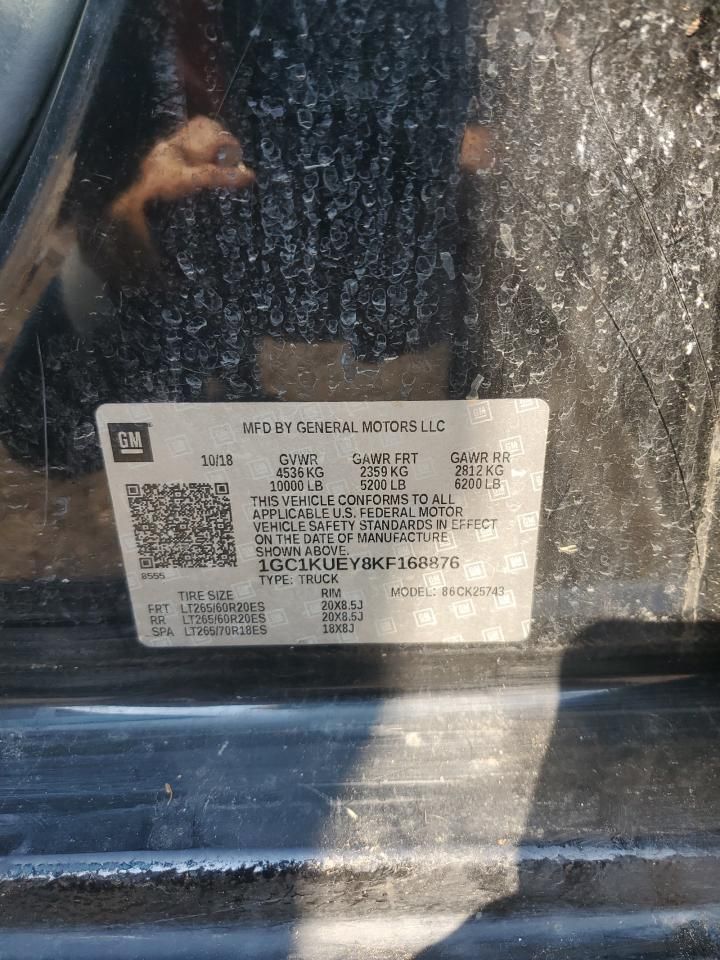 GM
MFD BY GENERAL MOTORS LLC
10/18 GVWR GAWR FRT GAWR RR
4536 KG 2359 KG 2812 KG
10000 LB 5200 LB 6200 LB
THIS VEHICLE CONFORMS TO ALL
APPLICABLE U.S. FEDERAL MOTOR
VEHICLE SAFETY STANDARDS IN EFFECT
ON THE DATE OF MANUFACTURE
SHOWN ABOVE.
1GC1KUEY8KF168876
8555
TYPE: TRUCK
TIRE SIZE RIM MODEL: 86CK25743
FRT LT265/60R20ES 20X8.5J
RR LT265/60R20ES 20X8.5J
SPA LT265/70R18ES 18X8J